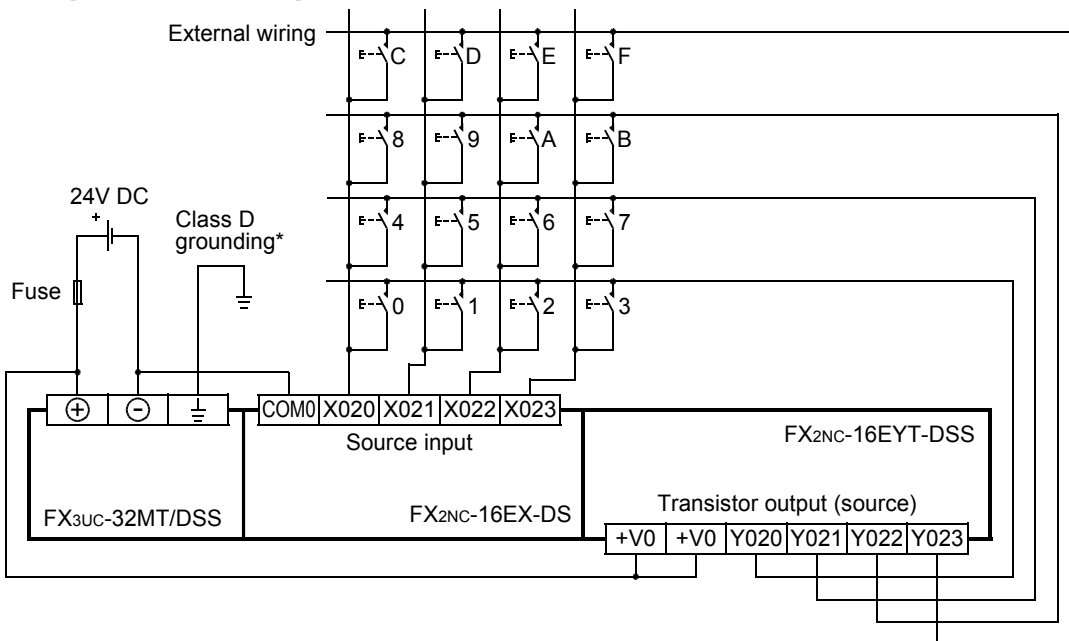 External wiring
C D E F
8 9 A B
24V DC
+
Class D
grounding*
4 5 6 7
Fuse
0 1 2 3
+ - COM0 X020 X021 X022 X023
Source input
FX2NC-16EYT-DSS
FX3UC-32MT/DSS
FX2NC-16EX-DS
Transistor output (source)
+V0 +V0 Y020 Y021 Y022 Y023